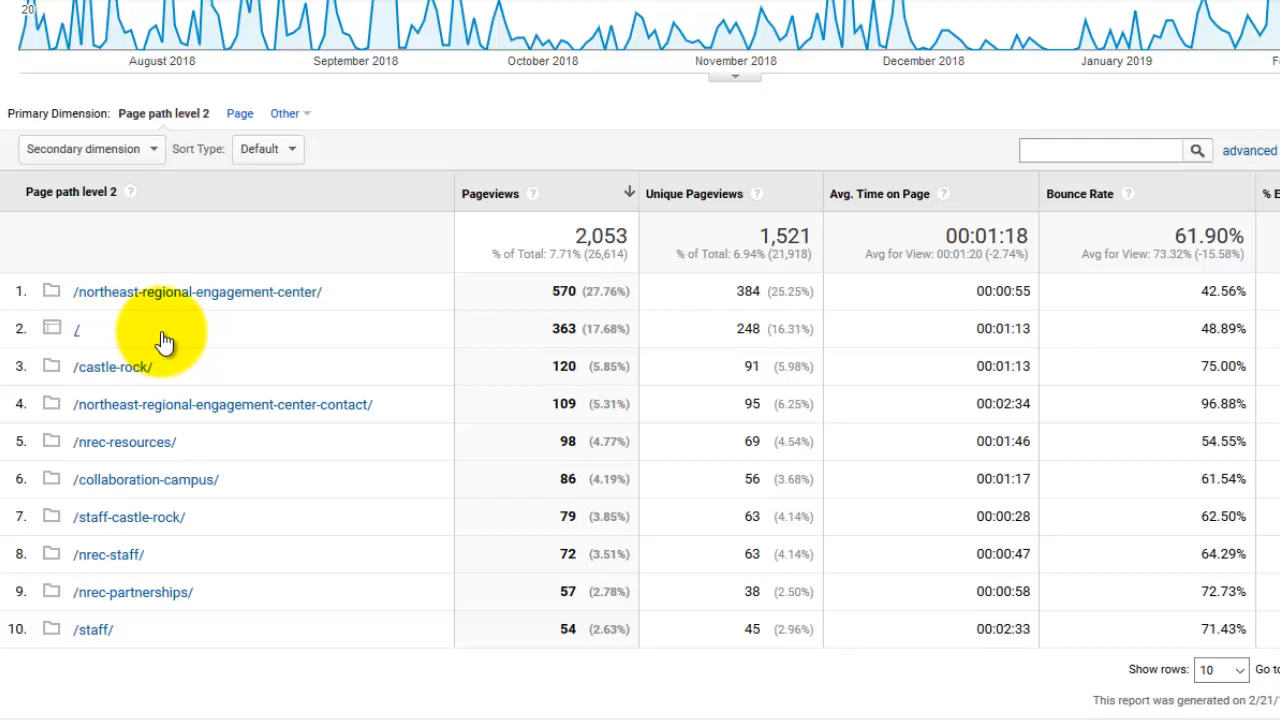 20
August 2018 September 2018 October 2018 November 2018 December 2018 January 2019 F
Primary Dimension: Page path level 2 Page Other
Secondary dimension Sort Type: Default advanced
Page path level 2 ? Pageviews ? Unique Pageviews ? Avg. Time on Page ? Bounce Rate ? % E
2,053 1,521 00:01:18 61.90%
% of Total: 7.71% (26,614) % of Total: 6.94% (21,918) Avg for View: 00:01:20 (-2.74%) Avg for View: 73.32% (-15.58%)
1. /northeast-regional-engagement-center/ 570 (27.76%) 384 (25.25%) 00:00:55 42.56%
2. / 363 (17.68%) 248 (16.31%) 00:01:13 48.89%
3. /castle-rock/ 120 (5.85%) 91 (5.98%) 00:01:13 75.00%
4. /northeast-regional-engagement-center-contact/ 109 (5.31%) 95 (6.25%) 00:02:34 96.88%
5. /nrec-resources/ 98 (4.77%) 69 (4.54%) 00:01:46 54.55%
6. /collaboration-campus/ 86 (4.19%) 56 (3.68%) 00:01:17 61.54%
7. /staff-castle-rock/ 79 (3.85%) 63 (4.14%) 00:00:28 62.50%
8. /nrec-staff/ 72 (3.51%) 63 (4.14%) 00:00:47 64.29%
9. /nrec-partnerships/ 57 (2.78%) 38 (2.50%) 00:00:58 72.73%
10. /staff/ 54 (2.63%) 45 (2.96%) 00:02:33 71.43%
Show rows: 10 Go to
This report was generated on 2/21/